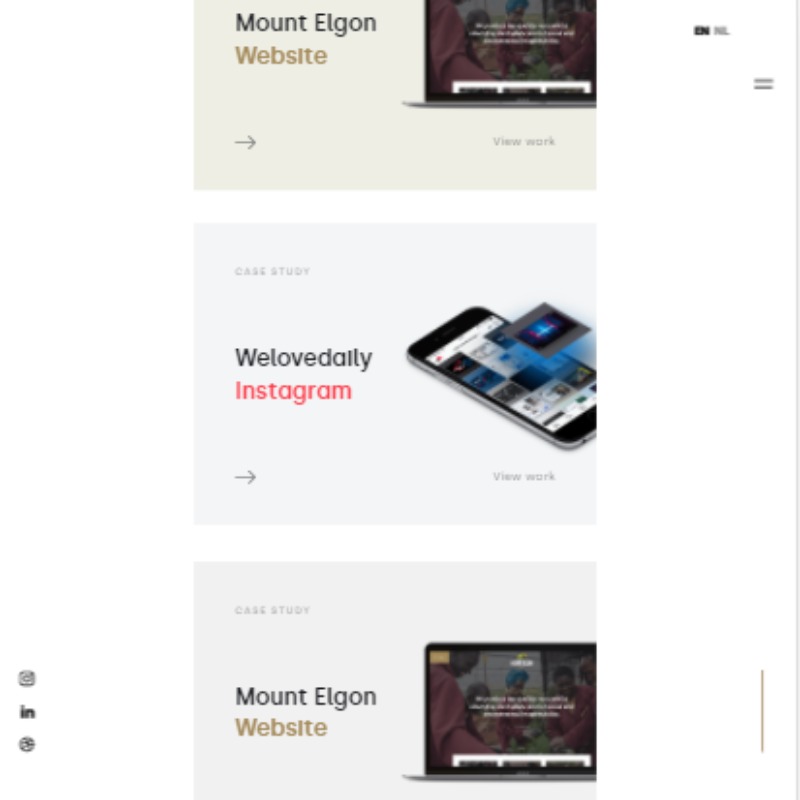 Mount Elgon
Website
View work
EN NL
CASE STUDY
Welovedaily
Instagram
View work
CASE STUDY
Mount Elgon
Website